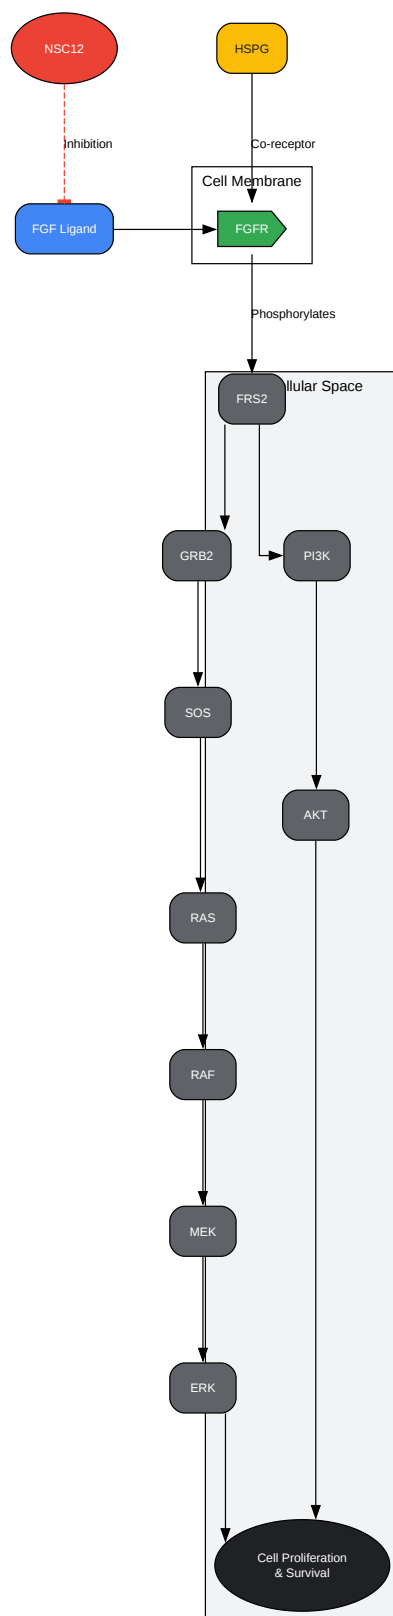 NSC12
HSPG
Inhibition
Co-receptor
Cell Membrane
FGF Ligand
FGFR
Phosphorylates
llular Space
FRS2
GRB2
PI3K
SOS
AKT
RAS
RAF
MEK
ERK
Cell Proliferation
& Survival